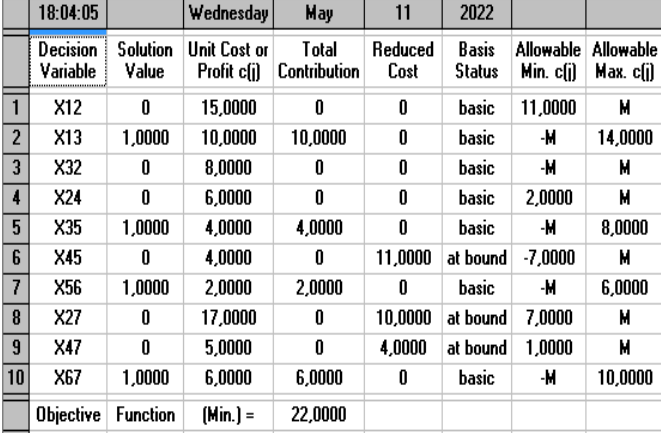 18:04:05 Wednesday May 11 2022
Decision Variable Solution Value Unit Cost or Profit c(j) Total Contribution Reduced Cost Basis Status Allowable Min. c(j) Allowable Max. c(j)
1 X12 0 15,0000 0 0 basic 11,0000 M
2 X13 1,0000 10,0000 10,0000 0 basic -M 14,0000
3 X32 0 8,0000 0 0 basic -M M
4 X24 0 6,0000 0 0 basic 2,0000 M
5 X35 1,0000 4,0000 4,0000 0 basic -M 8,0000
6 X45 0 4,0000 0 11,0000 at bound -7,0000 M
7 X56 1,0000 2,0000 2,0000 0 basic -M 6,0000
8 X27 0 17,0000 0 10,0000 at bound 7,0000 M
9 X47 0 5,0000 0 4,0000 at bound 1,0000 M
10 X67 1,0000 6,0000 6,0000 0 basic -M 10,0000
Objective Function (Min.) = 22,0000